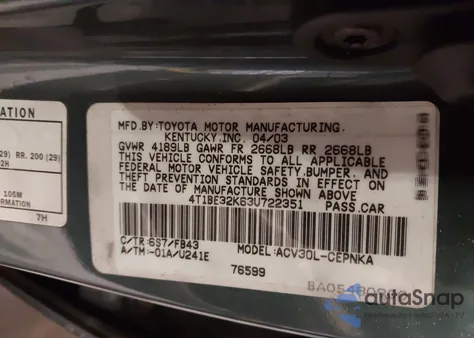 ATION
29) RR. 200 (29)
2H
105M
FORMATION
7H
MFD.BY:TOYOTA MOTOR MANUFACTURING,
KENTUCKY,INC. 04/03
GVWR 4189LB GAWR FR 2668LB RR 2668LB
THIS VEHICLE CONFORMS TO ALL APPLICABLE
FEDERAL MOTOR VEHICLE SAFETY,BUMPER, AND
THEFT PREVENTION STANDARDS IN EFFECT ON
THE DATE OF MANUFACTURE SHOWN ABOVE.
4T1BE32K63U722351 PASS.CAR
C/TR:6S7/FB43 MODEL:ACV30L-CEPNKA
A/TM:-01A/U241E
76599
autoSnap